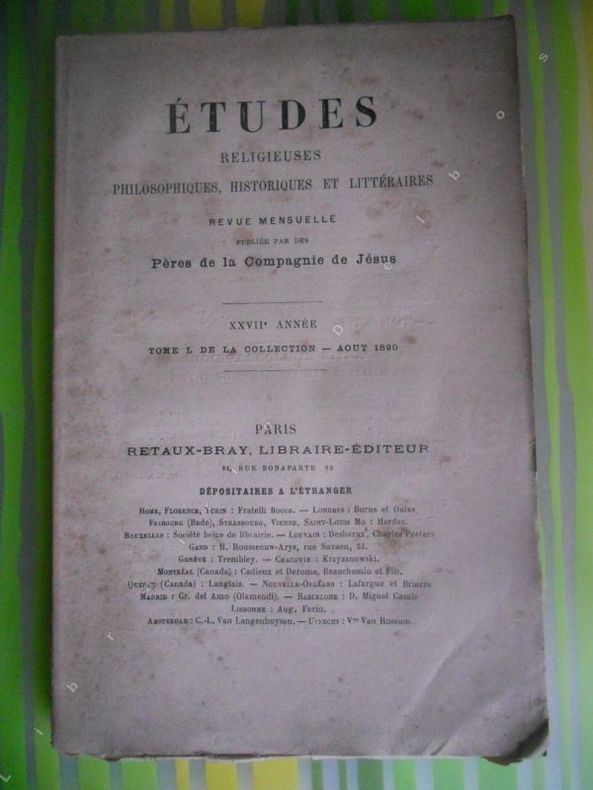 ÉTUDES
RELIGIEUSES
PHILOSOPHIQUES, HISTORIQUES ET LITTÉRAIRES
REVUE MENSUELLE
PUBLIÉE PAR DES
Pères de la Compagnie de Jésus
XXVIIe ANNÉE
TOME L DE LA COLLECTION — AOUT 1890
PARIS
RETAUX-BRAY, LIBRAIRE-ÉDITEUR
82, RUE BONAPARTE 82
DÉPOSITAIRES A L'ÉTRANGER
ROME, FLORENCE, TURIN : Fratelli Bocca. — LONDRES : Burns et Oates
FRIBOURG (Bade), STRASBOURG, VIENNE, SAINT-LOUIS Mo : Herder.
BRUXELLES : Société belge de librairie. — LOUVAIN : Desbarax, Charles Peeters
GAND : H. Rousseeuw-Arys, rue Savaen, 23.
GENÈVE : Trembley. — CRACOVIE : Krzyzanowski.
MONTRÉAL (Canada) : Cadieux et Derome, Beauchemin et Fils.
QUÉBEC (Canada) : Langlais. — NOUVELLE-ORLÉANS : Lafargue et
MADRID : Gr. del Amo (Olamendi). — BARCELONE : D. Miguel Casals
LISBONNE : Aug. Ferin.
AMSTERDAM : C.-L. Van Langenhuysen. — UTRECHT : Vve Van Rossum
Livre Delibos